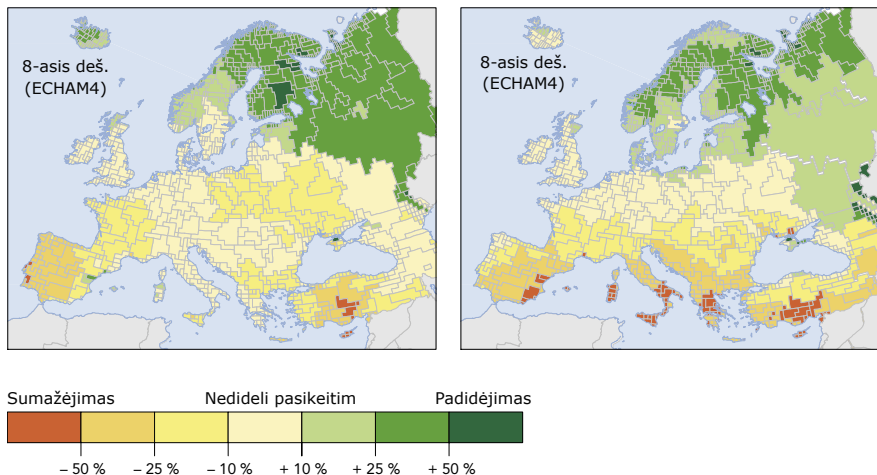 8-asis deš.
(ECHAM4)
8-asis deš.
(ECHAM4)
Sumažėjimas Nedideli pasikeitim Padidėjimas
– 50 % – 25 % – 10 % + 10 % + 25 % + 50 %